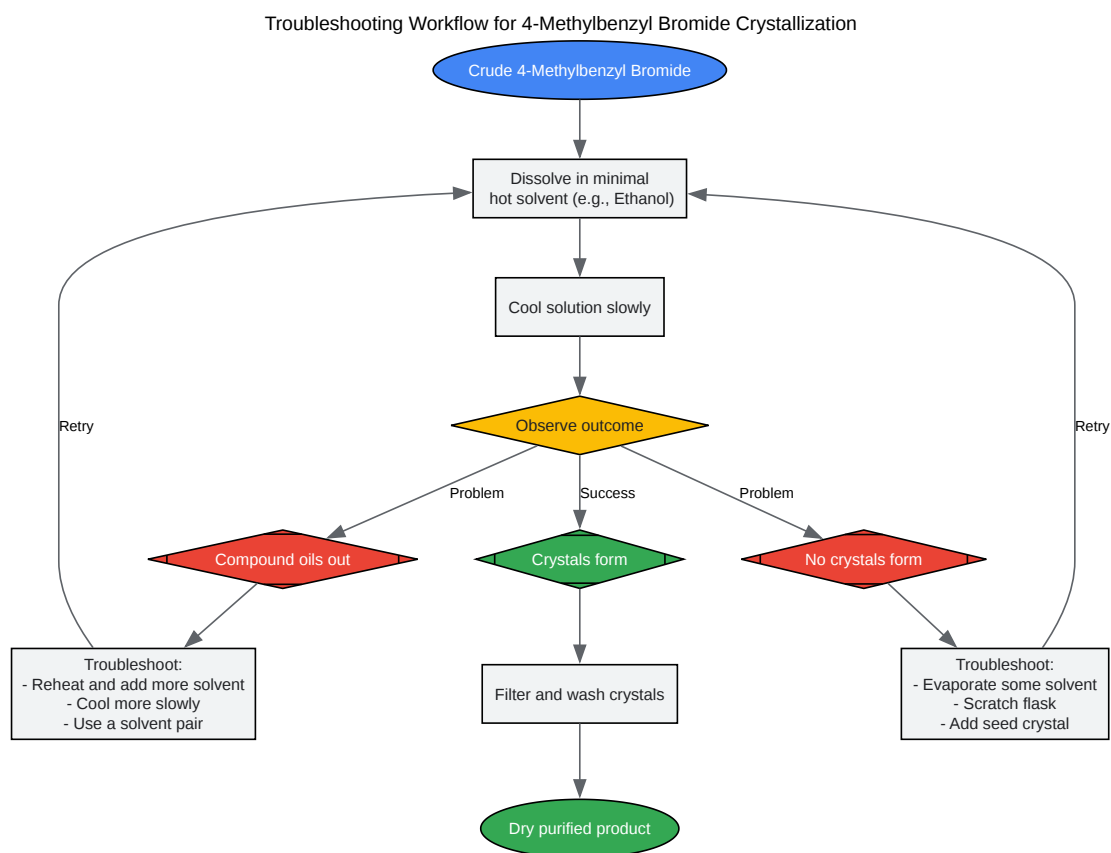 Troubleshooting Workflow for 4-Methylbenzyl Bromide Crystallization
Crude 4-Methylbenzyl Bromide
Dissolve in minimal
hot solvent (e.g., Ethanol)
Cool solution slowly
Observe outcome
Retry
Retry
Problem
Success
Problem
Compound oils out
Crystals form
No crystals form
Troubleshoot:
- Reheat and add more solvent
- Cool more slowly
- Use a solvent pair
Filter and wash crystals
Troubleshoot:
- Evaporate some solvent
- Scratch flask
- Add seed crystal
Dry purified product